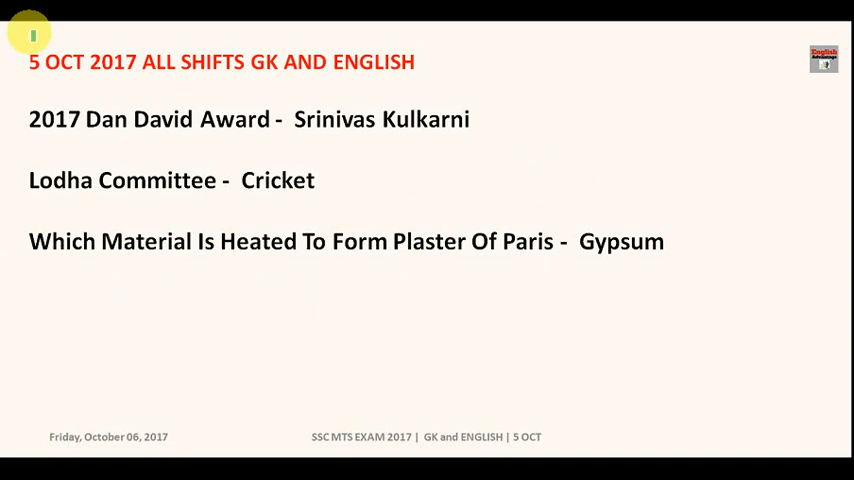 5 OCT 2017 ALL SHIFTS GK AND ENGLISH
English
Advantage
2017 Dan David Award - Srinivas Kulkarni
Lodha Committee - Cricket
Which Material Is Heated To Form Plaster Of Paris - Gypsum
Friday, October 06, 2017
SSC MTS EXAM 2017 | GK and ENGLISH | 5 OCT